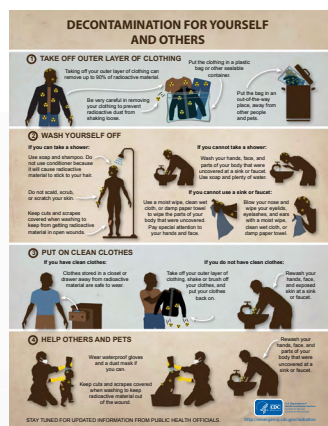 DECONTAMINATION FOR YOURSELF
AND OTHERS
1 TAKE OFF OUTER LAYER OF CLOTHING
Taking off your outer layer of clothing can
remove up to 90% of radioactive material.
Be very careful in removing
your clothing to prevent
radioactive dust from
shaking loose.
Put the clothing in a plastic
bag or other sealable
container.
Put the bag in an
out-of-the-way
place, away from
other people
and pets.
2 WASH YOURSELF OFF
If you can take a shower:
Use soap and shampoo. Do
not use conditioner because
it will cause radioactive
material to stick to your hair.
Do not scald, scrub,
or scratch your skin.
Keep cuts and scrapes
covered when washing to
keep from getting radioactive
material in open wounds.
If you cannot take a shower:
Wash your hands, face, and
parts of your body that were
uncovered at a sink or faucet.
Use soap and plenty of water.
If you cannot use a sink or faucet:
Use a moist wipe, clean wet
cloth, or damp paper towel
to wipe the parts of your
body that were uncovered.
Pay special attention to
your hands and face.
Blow your nose and
wipe your eyelids,
eyelashes, and ears
with a moist wipe,
clean wet cloth, or
damp paper towel.
3 PUT ON CLEAN CLOTHES
If you have clean clothes:
Clothes stored in a closet or
drawer away from radioactive
material are safe to wear.
If you do not have clean clothes:
Take off your outer layer of
clothing, shake or brush off
your clothes, and
put your clothes
back on.
Rewash your
hands, face, and
exposed skin
at a sink or
faucet.
4 HELP OTHERS AND PETS
Wear waterproof gloves
and a dust mask if
you can.
Keep cuts and scrapes covered
when washing to keep
radioactive material out
of the wound.
Rewash your
hands, face, and
parts of your
body that were
uncovered at a
sink or faucet.
CDC
STAY TUNED FOR UPDATED INFORMATION FROM PUBLIC HEALTH OFFICIALS.
http://emergency.cdc.gov/radiation